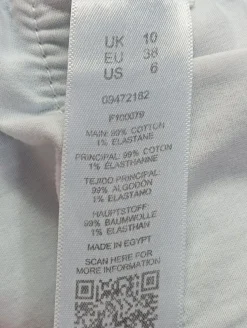 UK 10
EU 38
US 6
09472182
F100079
MAIN: 99% COTTON
1% ELASTANE
PRINCIPAL: 99% COTON
1% ÉLASTHANNE
TEJIDO PRINCIPAL:
99% ALGODÓN
1% ELASTANO
HAUPTSTOFF:
99% BAUMWOLLE
1% ELASTHAN
MADE IN EGYPT
SCAN HERE FOR
MORE INFORMATION